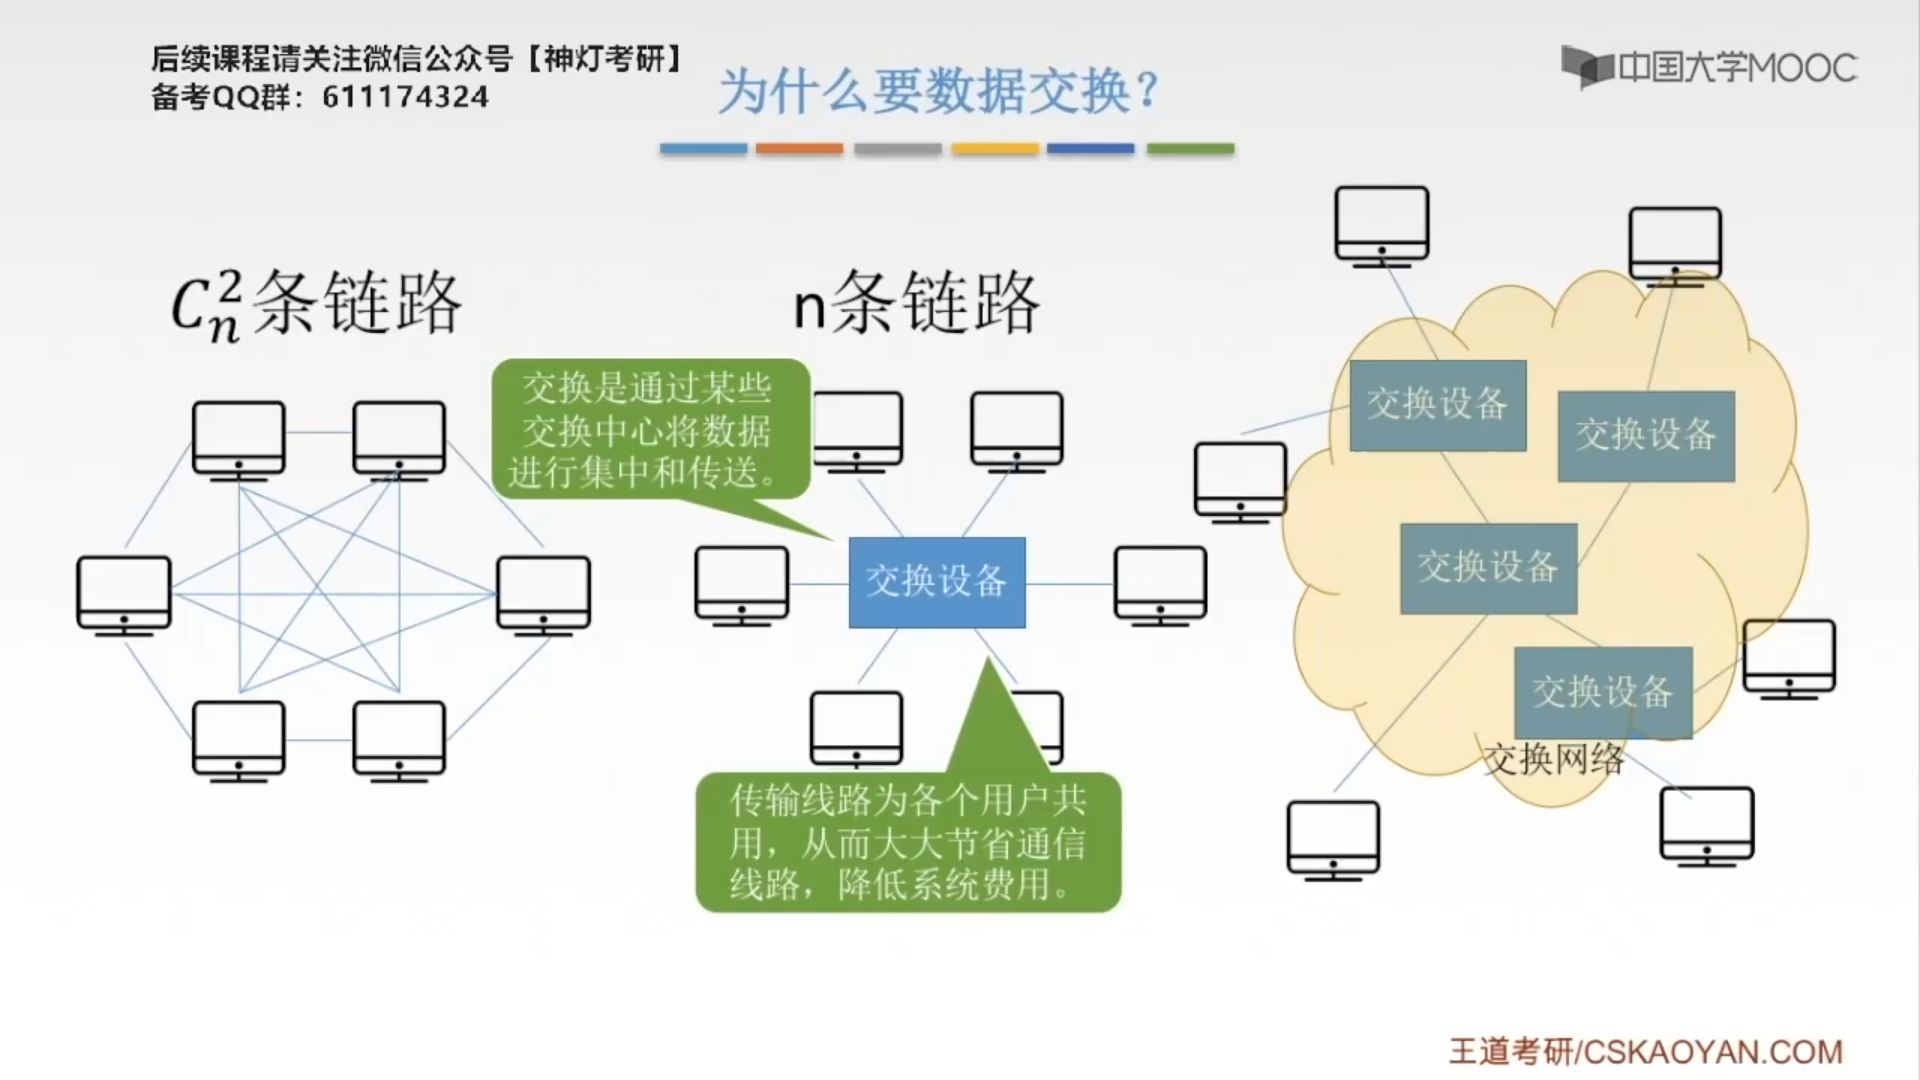 后续课程请关注微信公众号【神灯考研】
备考QQ群：611174324
中国大学MOOC
为什么要数据交换？
C_n^2条链路
n条链路
交换是通过某些
交换中心将数据
进行集中和传送。
交换设备
传输线路为各个用户共
用，从而大大节省通信
线路，降低系统费用。
交换设备
交换设备
交换设备
交换设备
交换网络
王道考研/CSKAOYAN.COM